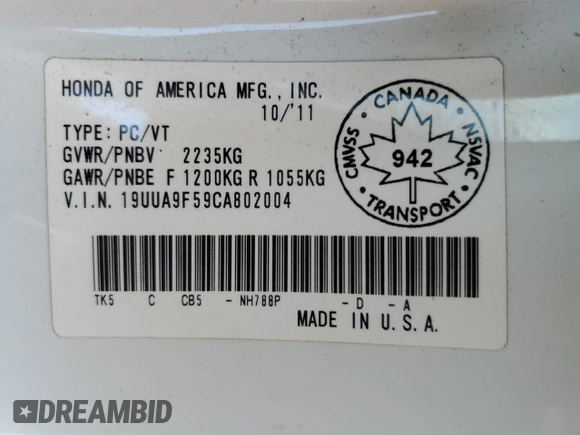 HONDA OF AMERICA MFG., INC.
10/'11
TYPE: PC/VT
GVWR/PNBV 2235KG
GAWR/PNBE F 1200KG R 1055KG
V.I.N. 19UUA9F59CA802004
CANADA
CMVSS
NSVAC
942
TRANSPORT
TK5 C CB5 - NH788P - D - A
MADE IN U.S.A.
DREAMBID